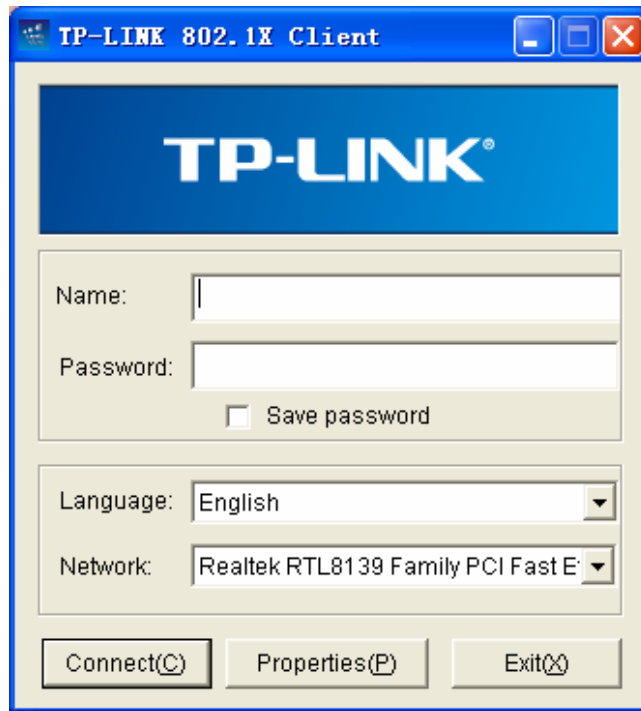 TP-LINK 802.1X Client
TP-LINK®
Name:
Password:
Save password
Language: English
Network: Realtek RTL8139 Family PCI Fast E
Connect(C) Properties(P) Exit(X)